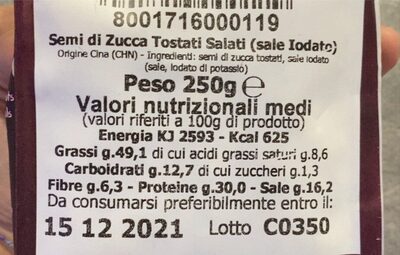 8001716000119
Semi di Zucca Tostati Salati (sale Iodato)
Origine Cina (CHN) - Ingredienti: semi di zucca tostati, sale iodato
(sale, iodato di potassio)
Peso 250g ℮
Valori nutrizionali medi
(valori riferiti a 100g di prodotto)
Energia KJ 2593 - Kcal 625
Grassi g.49,1 di cui acidi grassi saturi g.8,6
Carboidrati g.12,7 di cui zuccheri g.1,3
Fibre g.6,3 - Proteine g.30,0 - Sale g.16,2
Da consumarsi preferibilmente entro il:
15 12 2021 Lotto C0350